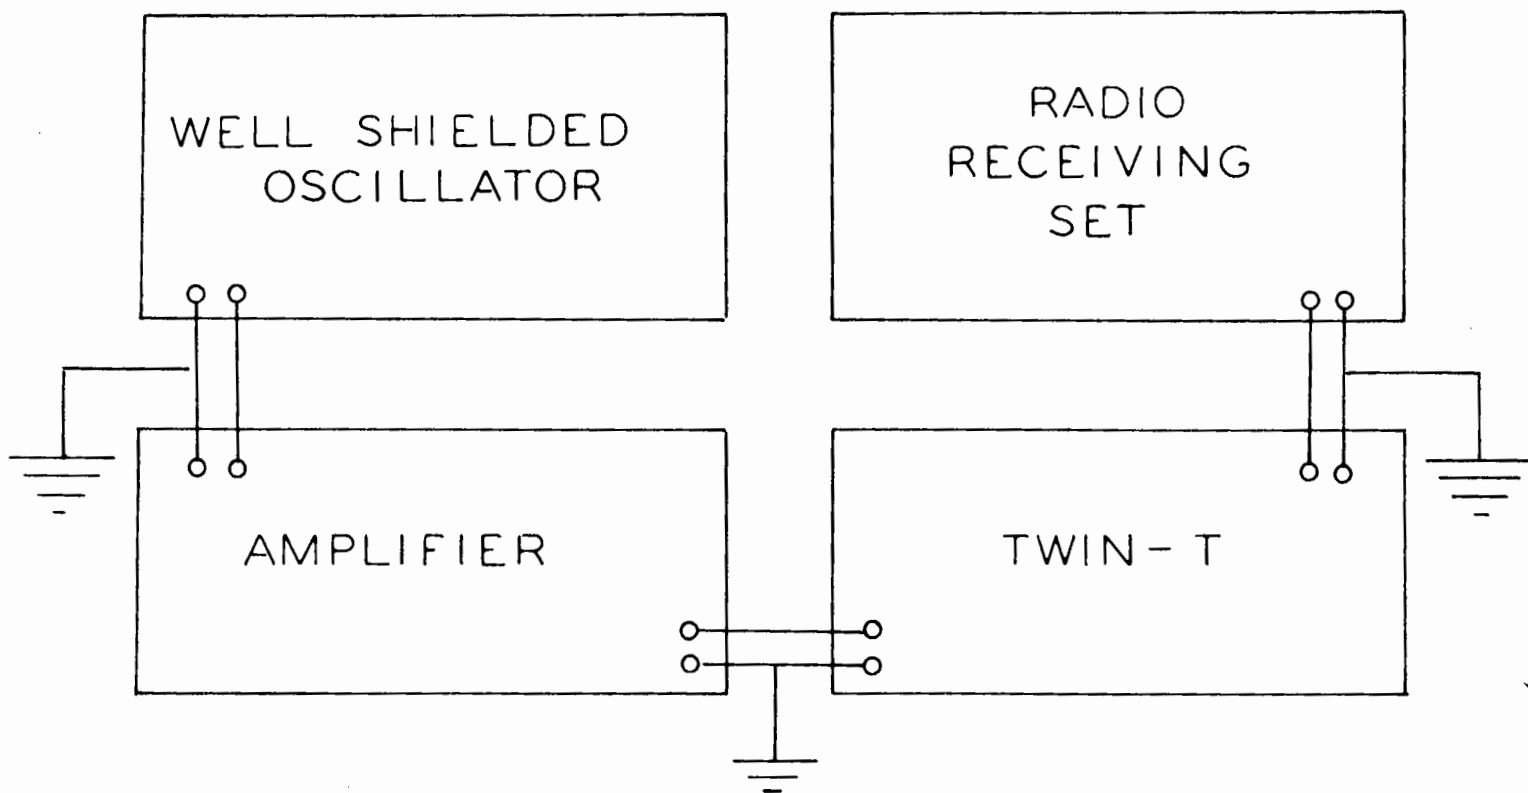 WELL SHIELDED
OSCILLATOR
RADIO
RECEIVING
SET
AMPLIFIER
TWIN-T